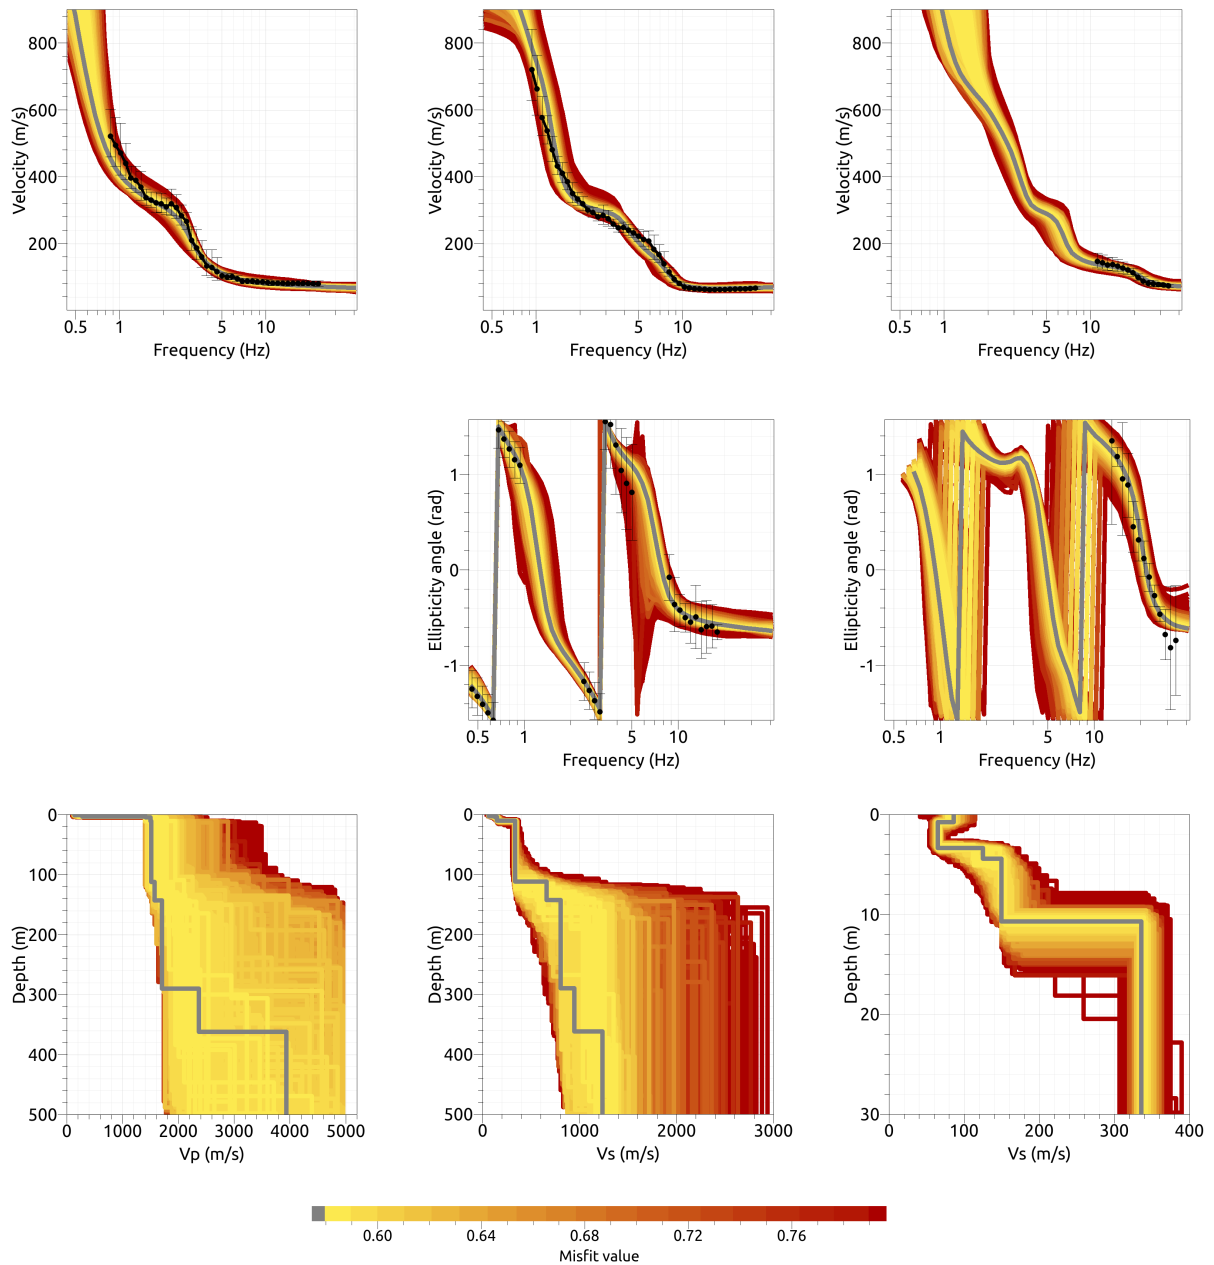 800
600
400
200
Velocity (m/s)
0.5 1 5 10
Frequency (Hz)
800
600
400
200
Velocity (m/s)
0.5 1 5 10
Frequency (Hz)
800
600
400
200
Velocity (m/s)
0.5 1 5 10
Frequency (Hz)
1
0
-1
Ellipticity angle (rad)
0.5 1 5 10
Frequency (Hz)
1
0
-1
Ellipticity angle (rad)
0.5 1 5 10
Frequency (Hz)
0
100
200
300
400
500
Depth (m)
0 1000 2000 3000 4000 5000
Vp (m/s)
0
100
200
300
400
500
Depth (m)
0 1000 2000 3000
Vs (m/s)
0
10
20
30
Depth (m)
0 100 200 300 400
Vs (m/s)
0.60 0.64 0.68 0.72 0.76
Misfit value